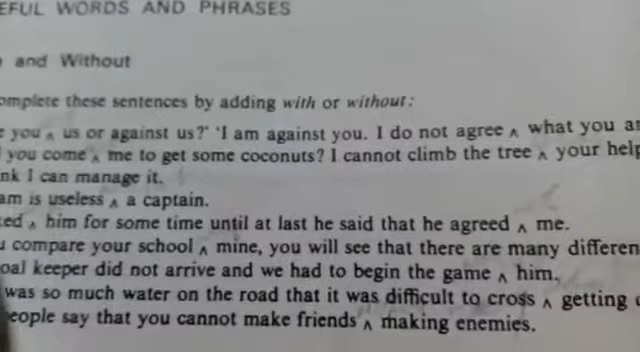 EFUL WORDS AND PHRASES
and Without
omplete these sentences by adding with or without:
e you ^ us or against us?' 'I am against you. I do not agree ^ what you ar
you come ^ me to get some coconuts? I cannot climb the tree ^ your help
nk I can manage it.
am is useless ^ a captain.
ed ^ him for some time until at last he said that he agreed ^ me.
u compare your school ^ mine, you will see that there are many differen
oal keeper did not arrive and we had to begin the game ^ him.
was so much water on the road that it was difficult to cross ^ getting
people say that you cannot make friends ^ making enemies.